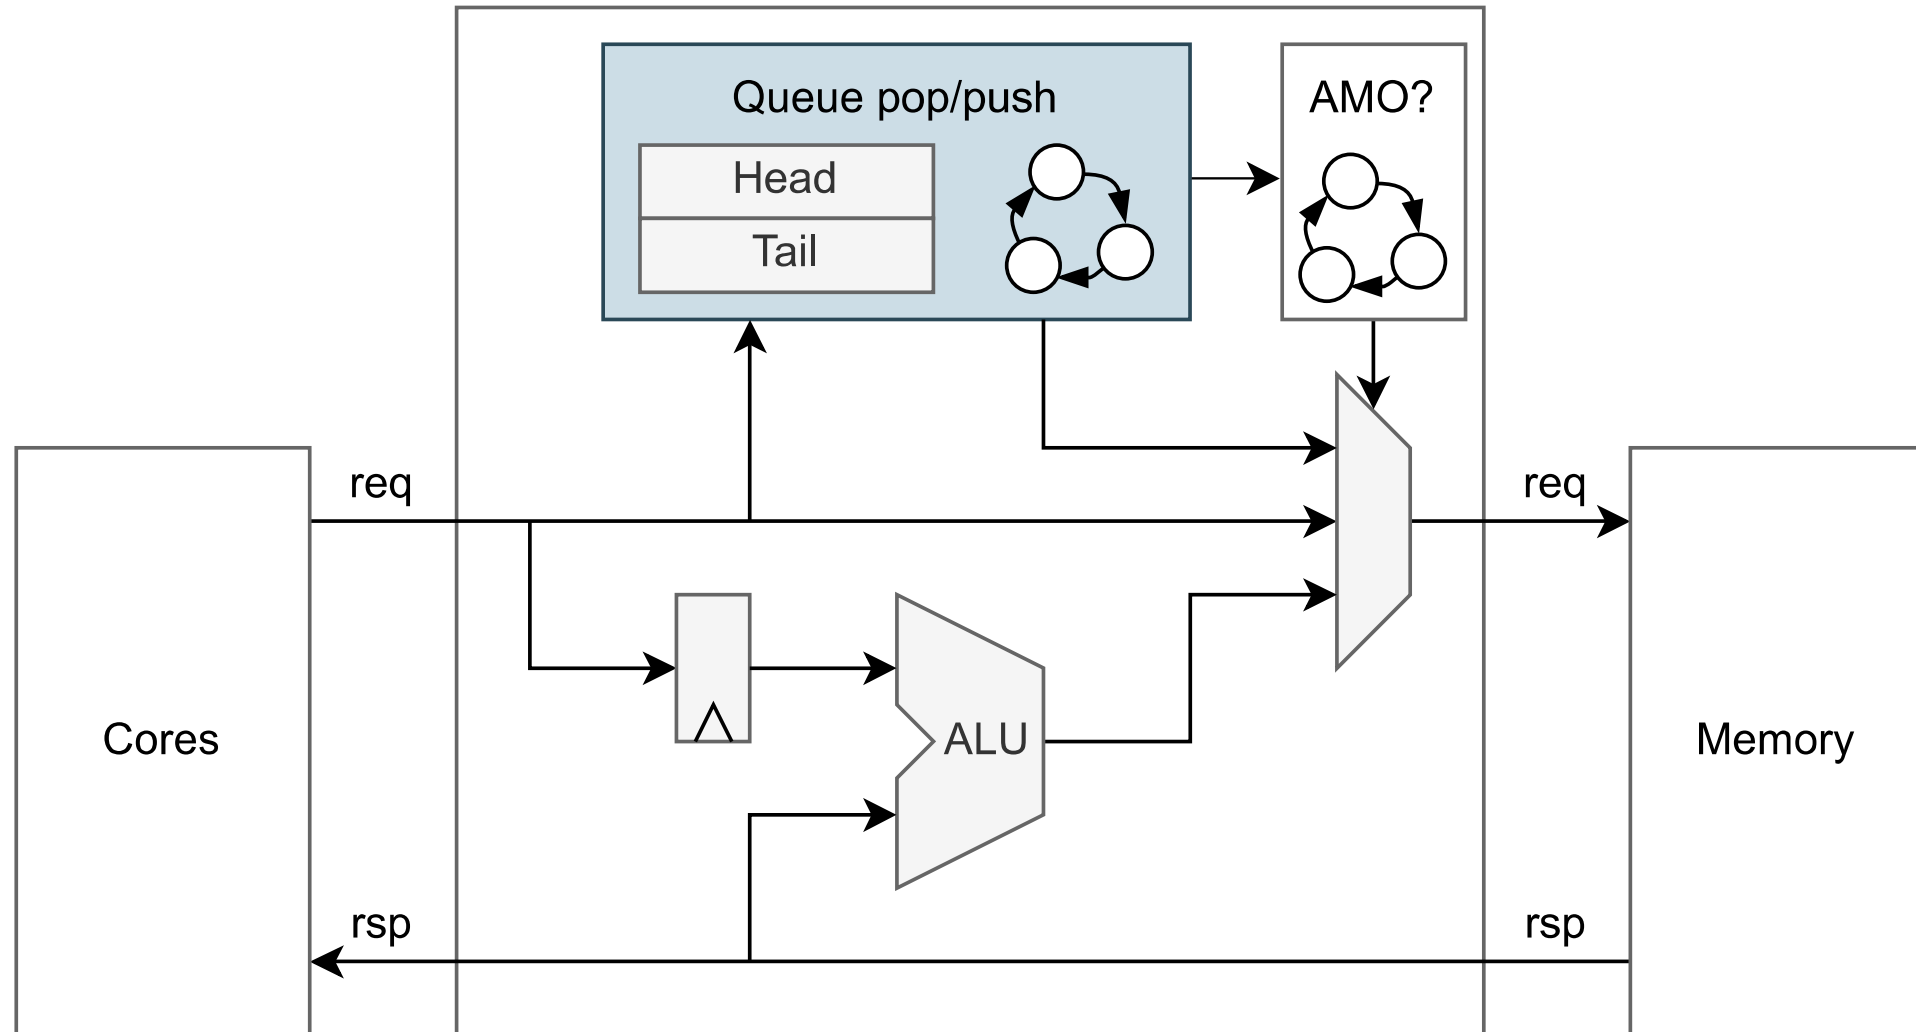 Queue pop/push
AMO?
Head
Tail
req
req
Cores
ALU
Memory
rsp
rsp